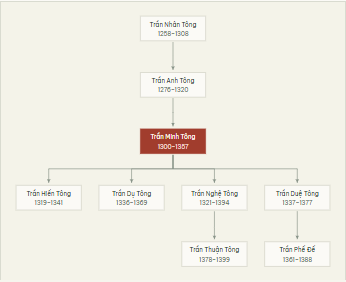 Trần Nhân Tông
1258–1308
Trần Anh Tông
1276–1320
Trần Minh Tông
1300–1357
Trần Hiến Tông
1319–1341
Trần Dụ Tông
1336–1369
Trần Nghệ Tông
1321–1394
Trần Duệ Tông
1337–1377
Trần Thuận Tông
1378–1399
Trần Phế Đế
1361–1388